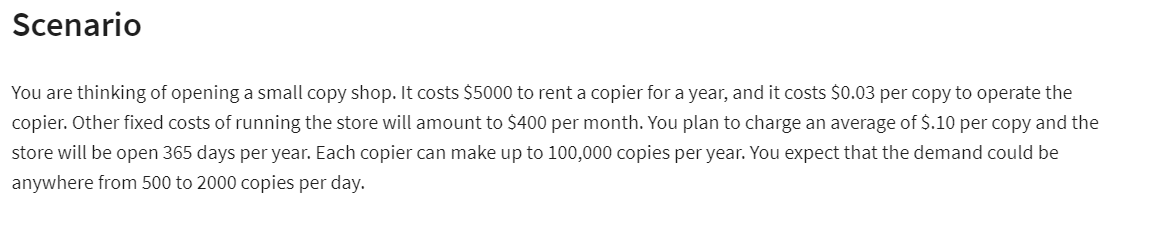 Scenario
You are thinking of opening a small copy shop. It costs $5000 to rent a copier for a year, and it costs $0.03 per copy to operate the
copier. Other fixed costs of running the store will amount to $400 per month. You plan to charge an average of $.10 per copy and the
store will be open 365 days per year. Each copier can make up to 100,000 copies per year. You expect that the demand could be
anywhere from 500 to 2000 copies per day.